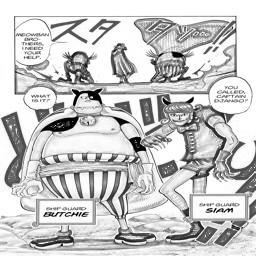 MEOWBAN
BRO-
THERS,
I NEED
YOUR
HELP.
スタ
WHAT
IS IT?
YOU
CALLED,
CAPTAIN
DJANGO?
SHIP GUARD
BUTCHIE
SHIP GUARD
SIAM